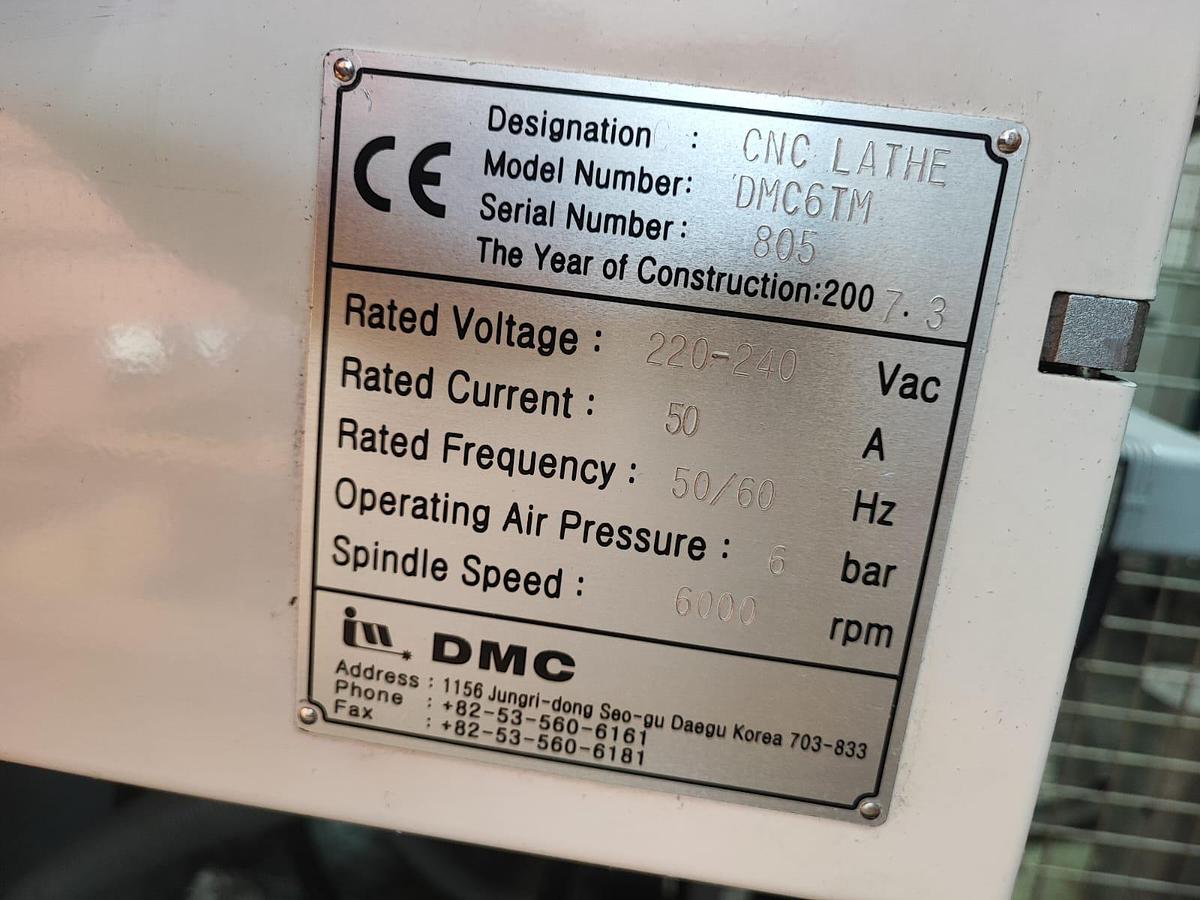 CE
Designation : CNC LATHE
Model Number: DMC6TM
Serial Number: 805
The Year of Construction:2007.3
Rated Voltage : 220-240 Vac
Rated Current : 50 A
Rated Frequency : 50/60 Hz
Operating Air Pressure : 6 bar
Spindle Speed : 6000 rpm
DMC
Address : 1156 Jungri-dong Seo-gu Daegu Korea 703-833
Phone : +82-53-560-6161
Fax : +82-53-560-6181